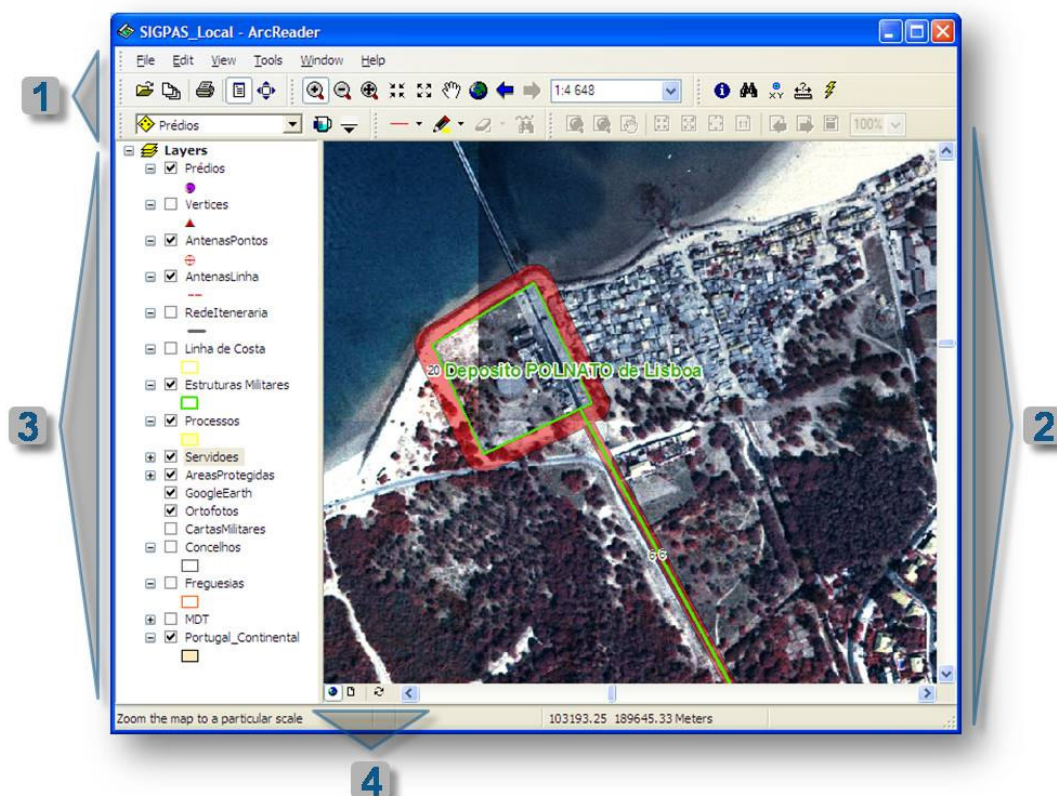 SIGPAS_Local - ArcReader
File Edit View Tools Window Help
1
1:4 648
Prédios
100%
Layers
Prédios
Vertices
AntenasPontos
AntenasLinha
RedeIteneraria
Linha de Costa
Estruturas Militares
Processos
Servidoes
AreasProtegidas
GoogleEarth
Ortofotos
CartasMilitares
Concelhos
Freguesias
MDT
Portugal_Continental
20 Deposito POLNATO de Lisboa
6 6
3
2
Zoom the map to a particular scale
103193.25 189645.33 Meters
4